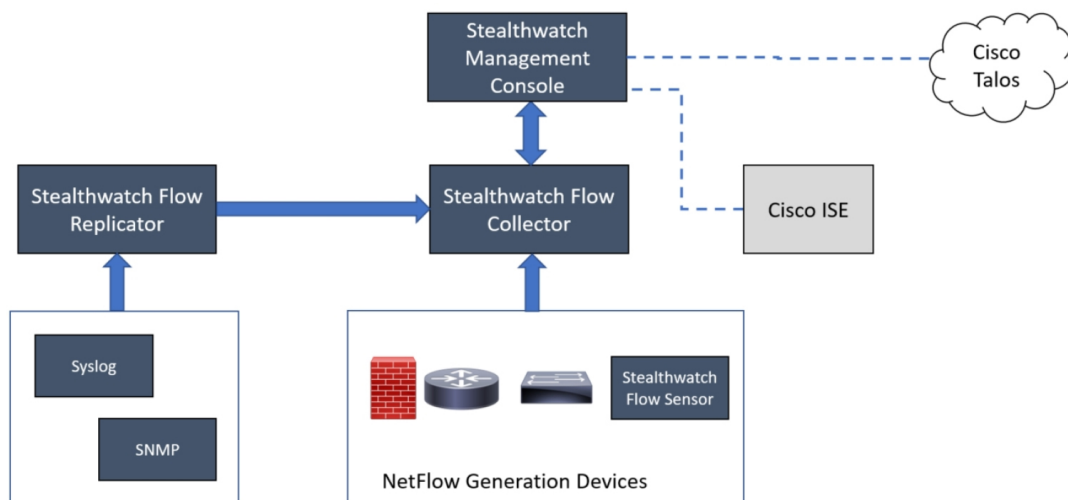 Stealthwatch
Management
Console
Cisco
Talos
Stealthwatch Flow
Replicator
Stealthwatch Flow
Collector
Cisco ISE
Syslog
SNMP
Stealthwatch
Flow Sensor
NetFlow Generation Devices